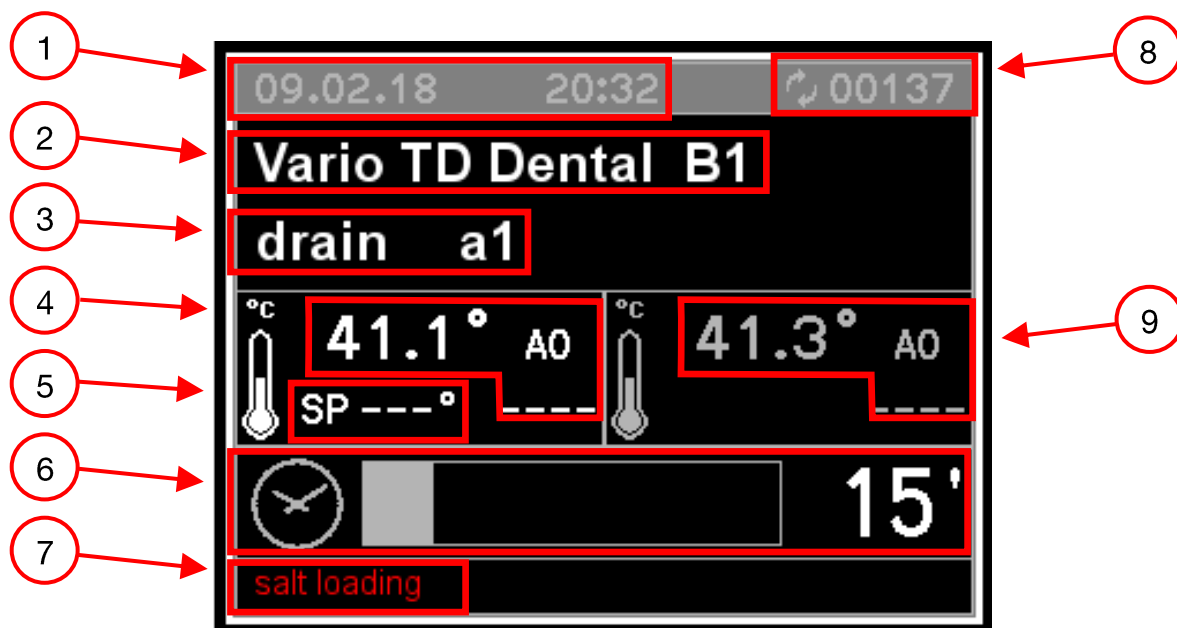 1
8
09.02.18 20:32 00137
2
Vario TD Dental B1
3
drain a1
4
°C 41.1° A0
°C 41.3° A0
9
5
SP ---° ----
----
6
15'
7
salt loading